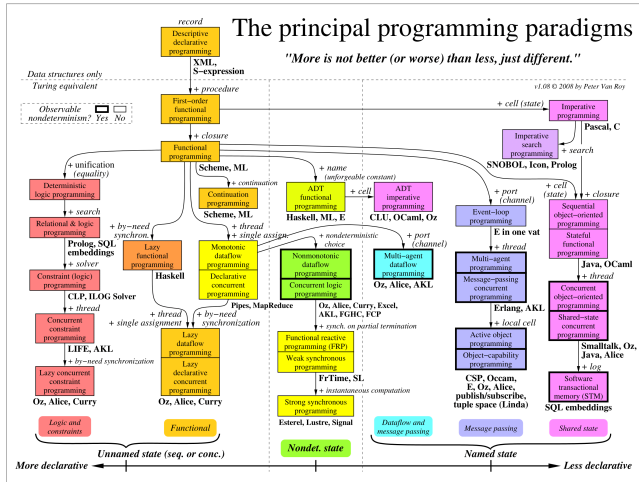 record
The principal programming paradigms
Descriptive
declarative
programming
"More is not better (or worse) than less, just different."
XML,
S−expression
Data structures only
Turing equivalent
+ procedure
v1.08 © 2008 by Peter Van Roy
Observable
nondeterminism? Yes No
First−order
functional
programming
+ cell (state)
Imperative
programming
Pascal, C
+ closure
Imperative
search
programming
+ search
SNOBOL, Icon, Prolog
Functional
programming
Scheme, ML
+ unification
(equality)
+ continuation
Continuation
programming
Scheme, ML
+ name
(unforgeable constant)
ADT
functional
programming
Haskell, ML, E
+ cell
ADT
imperative
programming
CLU, OCaml, Oz
+ port
(channel)
Event−loop
programming
E in one vat
+ cell
(state)
+ closure
Sequential
object−oriented
programming
Stateful
functional
programming
Java, OCaml
Deterministic
logic programming
+ search
Relational & logic
programming
Prolog, SQL
embeddings
+ solver
Constraint (logic)
programming
CLP, ILOG Solver
+ thread
Concurrent
constraint
programming
LIFE, AKL
+ by−need synchronization
Lazy concurrent
constraint
programming
Oz, Alice, Curry
+ by−need
synchron.
Lazy
functional
programming
Haskell
+ thread
+ single assignment
+ thread
+ single assign.
Monotonic
dataflow
programming
Declarative
concurrent
programming
Pipes, MapReduce
+ by−need
synchronization
Lazy
dataflow
programming
Lazy
declarative
concurrent
programming
Oz, Alice, Curry
+ nondeterministic
choice
Nonmonotonic
dataflow
programming
Concurrent logic
programming
Oz, Alice, Curry, Excel,
AKL, FGHC, FCP
+ synch. on partial termination
Functional reactive
programming (FRP)
Weak synchronous
programming
FrTime, SL
+ instantaneous computation
Strong synchronous
programming
Esterel, Lustre, Signal
+ port
(channel)
Multi−agent
dataflow
programming
Oz, Alice, AKL
+ thread
Multi−agent
programming
Message−passing
concurrent
programming
Erlang, AKL
+ local cell
Active object
programming
Object−capability
programming
CSP, Occam,
E, Oz, Alice,
publish/subscribe,
tuple space (Linda)
+ thread
Concurrent
object−oriented
programming
Shared−state
concurrent
programming
Smalltalk, Oz,
Java, Alice
+ log
Software
transactional
memory (STM)
SQL embeddings
Logic and
constraints
Functional
Dataflow and
message passing
Message passing
Shared state
Unnamed state (seq. or conc.)
Nondet. state
Named state
More declarative
Less declarative